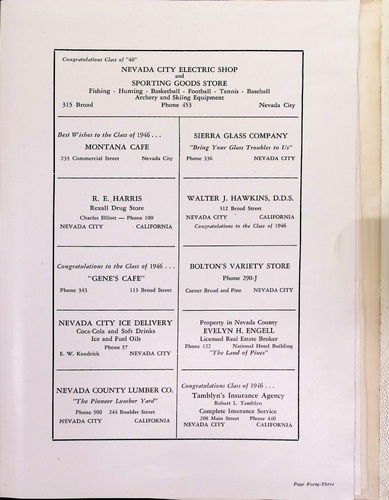 Congratulations Class of "46"
NEVADA CITY ELECTRIC SHOP
and
SPORTING GOODS STORE
Fishing - Hunting - Basketball - Football - Tennis - Baseball
Archery and Skiing Equipment
315 Broad Phone 453 Nevada City
Best Wishes to the Class of 1946 . . .
MONTANA CAFE
233 Commercial Street Nevada City
SIERRA GLASS COMPANY
"Bring Your Glass Troubles to Us"
Phone 336 NEVADA CITY
R. E. HARRIS
Rexall Drug Store
Charles Elliott — Phone 100
NEVADA CITY CALIFORNIA
WALTER J. HAWKINS, D.D.S.
312 Broad Street
NEVADA CITY CALIFORNIA
Congratulations to the Class of 1946
Congratulations to the Class of 1946 . . .
"GENE'S CAFE"
Phone 343 115 Broad Street
BOLTON'S VARIETY STORE
Phone 290-J
Corner Broad and Pine NEVADA CITY
NEVADA CITY ICE DELIVERY
Coca-Cola and Soft Drinks
Ice and Fuel Oils
Phone 57
E. W. Kendrick NEVADA CITY
Property in Nevada County
EVELYN H. ENGELL
Licensed Real Estate Broker
Phone 122 National Hotel Building
"The Land of Pines"
NEVADA COUNTY LUMBER CO.
"The Pioneer Lumber Yard"
Phone 500 244 Boulder Street
NEVADA CITY CALIFORNIA
Congratulations Class of 1946 . . .
Tamblyn's Insurance Agency
Robert L. Tamblyn
Complete Insurance Service
208 Main Street Phone 440
NEVADA CITY CALIFORNIA
Page Forty-Three